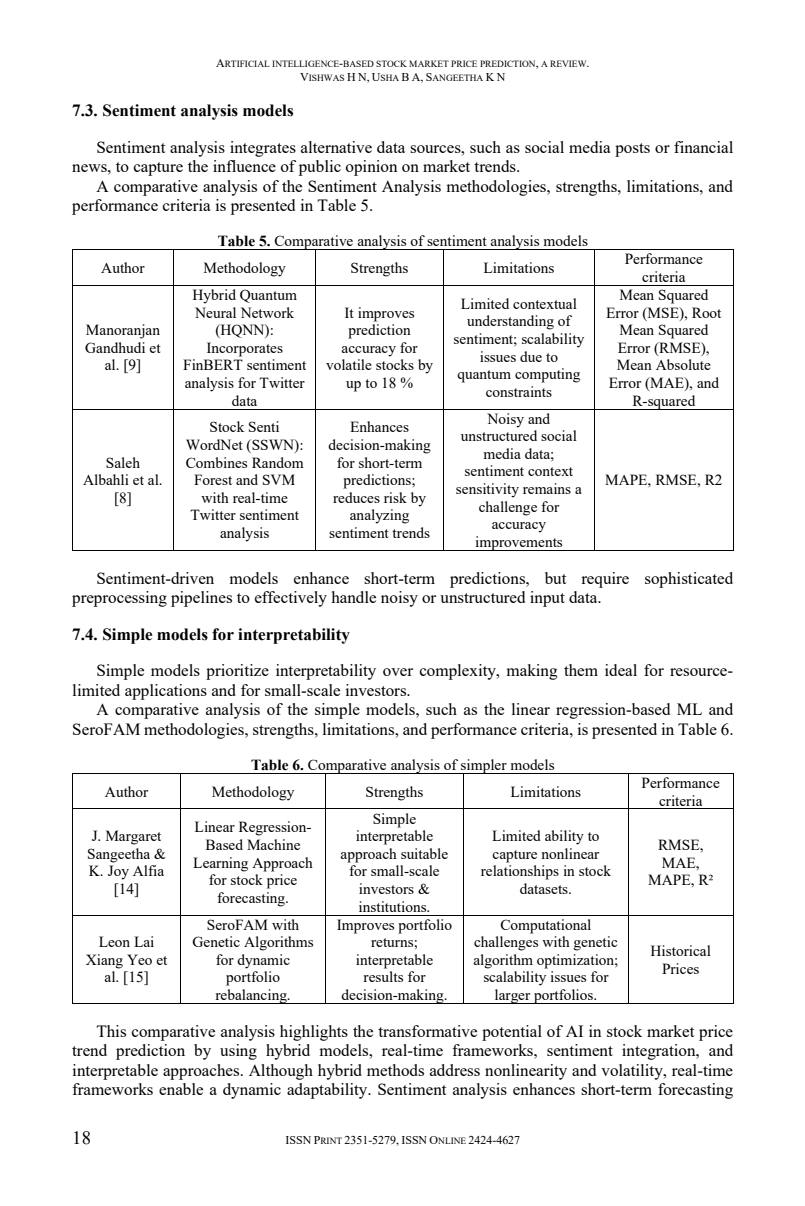 ARTIFICIAL INTELLIGENCE-BASED STOCK MARKET PRICE PREDICTION, A REVIEW.
VISHWAS H N, USHA B A, SANGEETHA K N
7.3. Sentiment analysis models
Sentiment analysis integrates alternative data sources, such as social media posts or financial
news, to capture the influence of public opinion on market trends.
A comparative analysis of the Sentiment Analysis methodologies, strengths, limitations, and
performance criteria is presented in Table 5.
Table 5. Comparative analysis of sentiment analysis models
Author
Methodology
Strengths
Limitations
Performance
criteria
Manoranjan
Gandhudi et
al. [9]
Hybrid Quantum
Neural Network
(HQNN):
Incorporates
FinBERT sentiment
analysis for Twitter
data
It improves
prediction
accuracy for
volatile stocks by
up to 18 %
Limited contextual
understanding of
sentiment; scalability
issues due to
quantum computing
constraints
Mean Squared
Error (MSE), Root
Mean Squared
Error (RMSE),
Mean Absolute
Error (MAE), and
R-squared
Saleh
Albahli et al.
[8]
Stock Senti
WordNet (SSWN):
Combines Random
Forest and SVM
with real-time
Twitter sentiment
analysis
Enhances
decision-making
for short-term
predictions;
reduces risk by
analyzing
sentiment trends
Noisy and
unstructured social
media data;
sentiment context
sensitivity remains a
challenge for
accuracy
improvements
MAPE, RMSE, R2
Sentiment-driven models enhance short-term predictions, but require sophisticated
preprocessing pipelines to effectively handle noisy or unstructured input data.
7.4. Simple models for interpretability
Simple models prioritize interpretability over complexity, making them ideal for resource-
limited applications and for small-scale investors.
A comparative analysis of the simple models, such as the linear regression-based ML and
SeroFAM methodologies, strengths, limitations, and performance criteria, is presented in Table 6.
Table 6. Comparative analysis of simpler models
Author
Methodology
Strengths
Limitations
Performance
criteria
J. Margaret
Sangeetha &
K. Joy Alfia
[14]
Linear Regression-
Based Machine
Learning Approach
for stock price
forecasting.
Simple
interpretable
approach suitable
for small-scale
investors &
institutions.
Limited ability to
capture nonlinear
relationships in stock
datasets.
RMSE,
MAE,
MAPE, R²
Leon Lai
Xiang Yeo et
al. [15]
SeroFAM with
Genetic Algorithms
for dynamic
portfolio
rebalancing.
Improves portfolio
returns;
interpretable
results for
decision-making.
Computational
challenges with genetic
algorithm optimization;
scalability issues for
larger portfolios.
Historical
Prices
This comparative analysis highlights the transformative potential of AI in stock market price
trend prediction by using hybrid models, real-time frameworks, sentiment integration, and
interpretable approaches. Although hybrid methods address nonlinearity and volatility, real-time
frameworks enable a dynamic adaptability. Sentiment analysis enhances short-term forecasting
18
ISSN PRINT 2351-5279, ISSN ONLINE 2424-4627